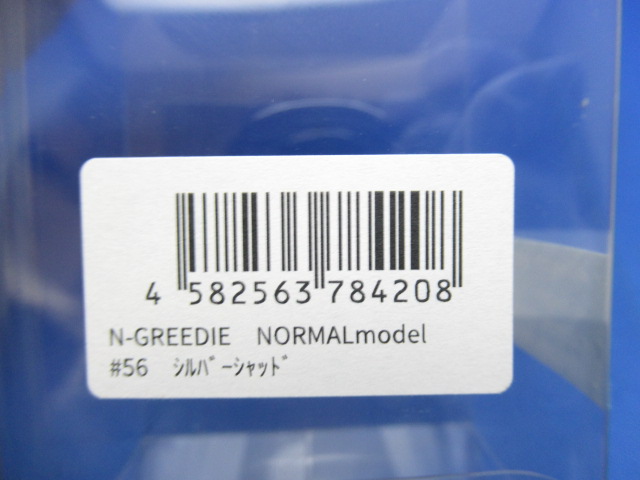 4 582563 784208
N-GREEDIE　NORMALmodel
#56　ｼﾙﾊﾞｰｼｬｯﾄﾞ